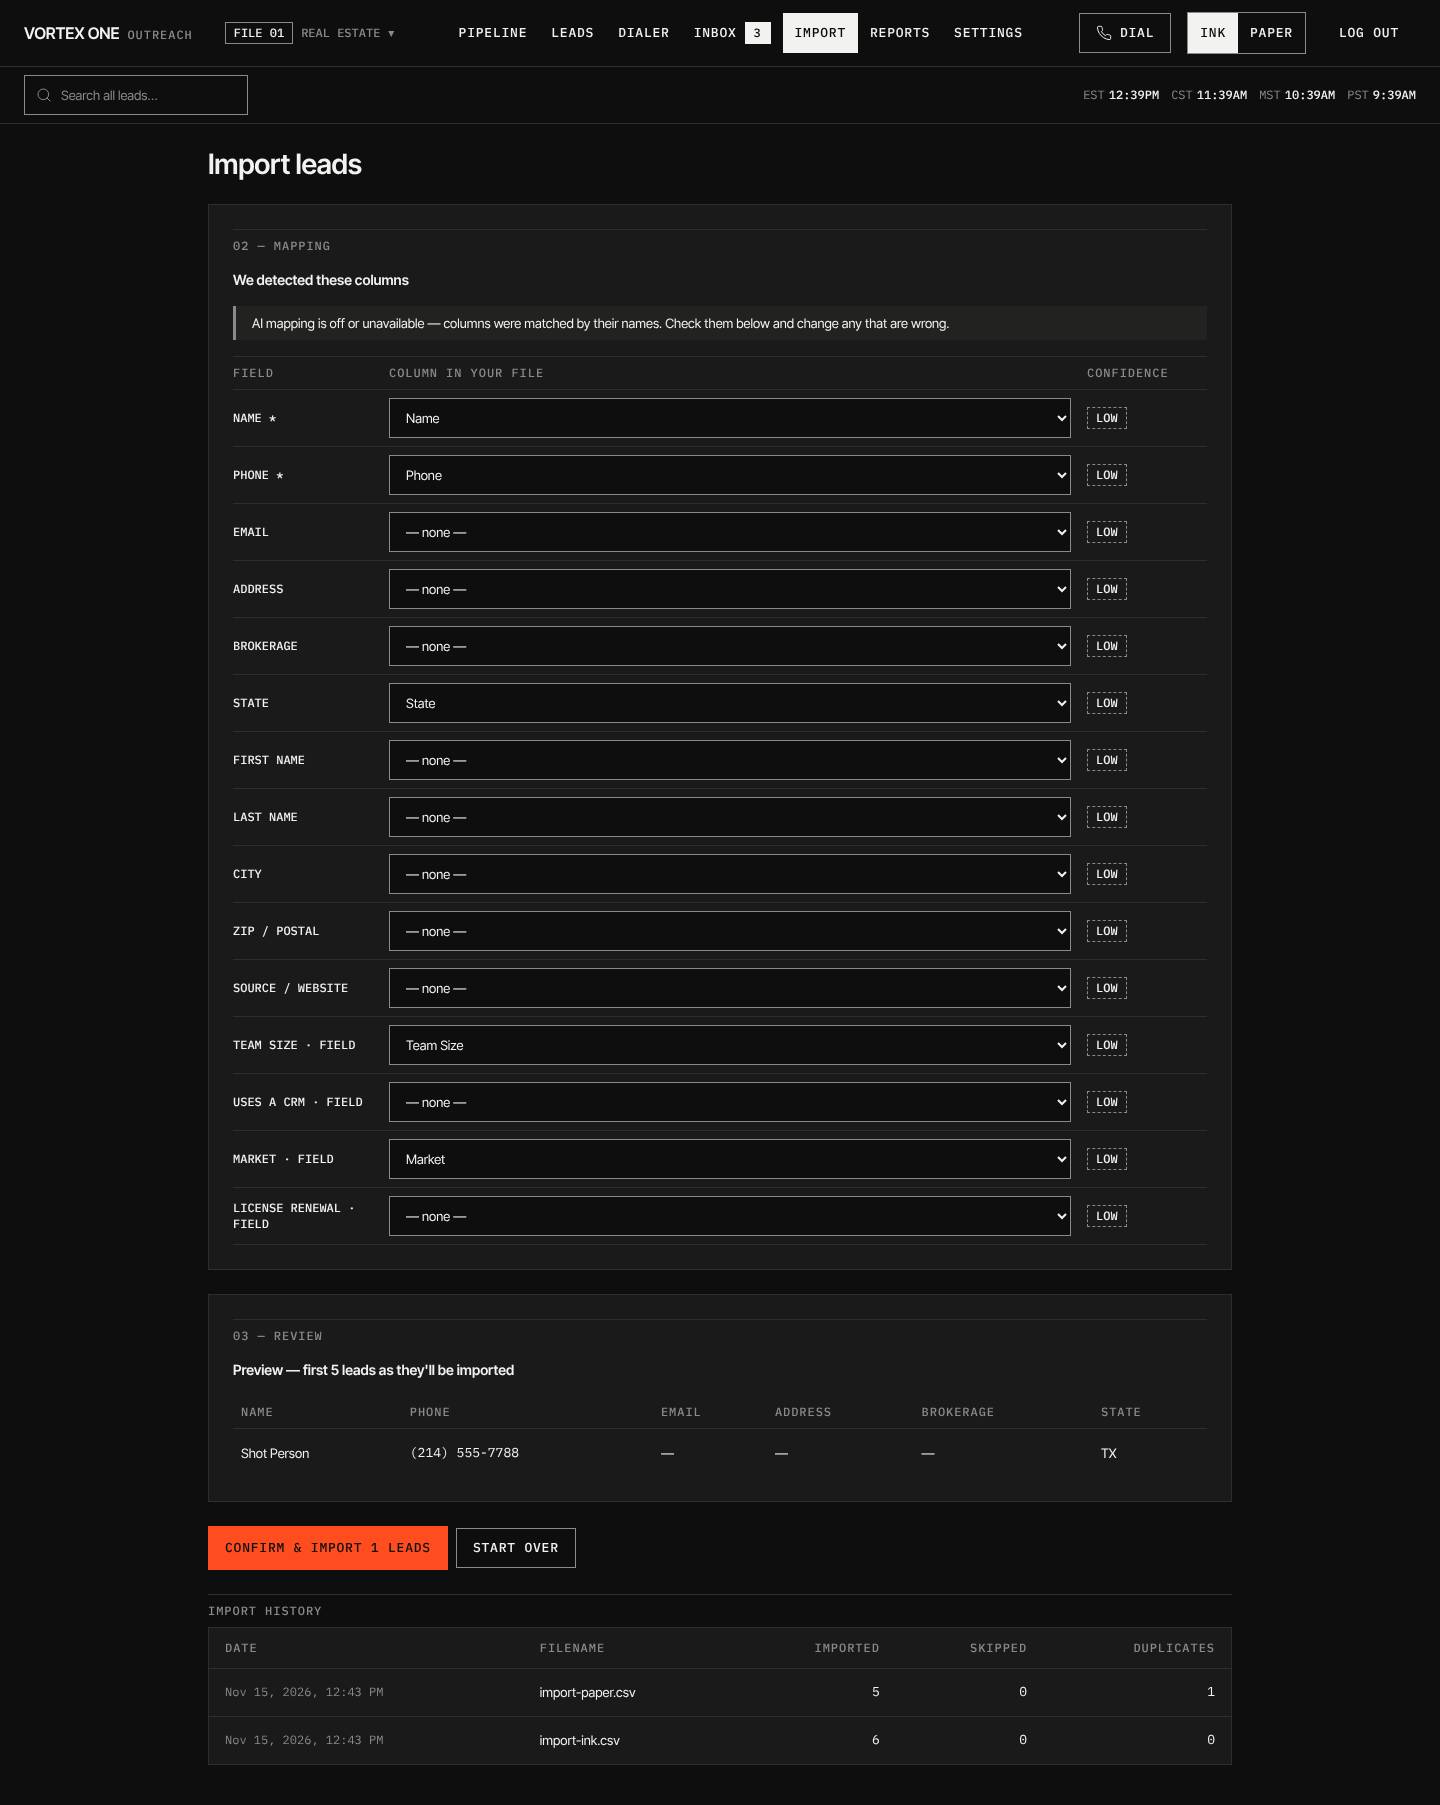 VORTEX ONE OUTREACH
FILE 01 REAL ESTATE ▾
PIPELINE LEADS DIALER INBOX 3 IMPORT REPORTS SETTINGS
DIAL
INK PAPER
LOG OUT
Search all leads...
EST 12:39PM CST 11:39AM MST 10:39AM PST 9:39AM
Import leads
02 — MAPPING
We detected these columns
AI mapping is off or unavailable — columns were matched by their names. Check them below and change any that are wrong.
FIELD COLUMN IN YOUR FILE CONFIDENCE
NAME * Name LOW
PHONE * Phone LOW
EMAIL — none — LOW
ADDRESS — none — LOW
BROKERAGE — none — LOW
STATE State LOW
FIRST NAME — none — LOW
LAST NAME — none — LOW
CITY — none — LOW
ZIP / POSTAL — none — LOW
SOURCE / WEBSITE — none — LOW
TEAM SIZE · FIELD Team Size LOW
USES A CRM · FIELD — none — LOW
MARKET · FIELD Market LOW
LICENSE RENEWAL ·
FIELD — none — LOW
03 — REVIEW
Preview — first 5 leads as they'll be imported
NAME PHONE EMAIL ADDRESS BROKERAGE STATE
Shot Person (214) 555-7788 — — — TX
CONFIRM & IMPORT 1 LEADS START OVER
IMPORT HISTORY
DATE FILENAME IMPORTED SKIPPED DUPLICATES
Nov 15, 2026, 12:43 PM import-paper.csv 5 0 1
Nov 15, 2026, 12:43 PM import-ink.csv 6 0 0